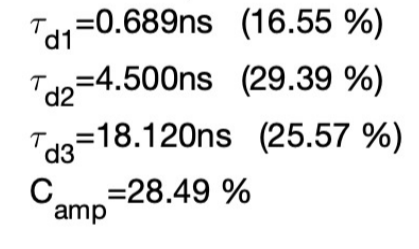 τd1=0.689ns (16.55 %)
τd2=4.500ns (29.39 %)
τd3=18.120ns (25.57 %)
Camp=28.49 %